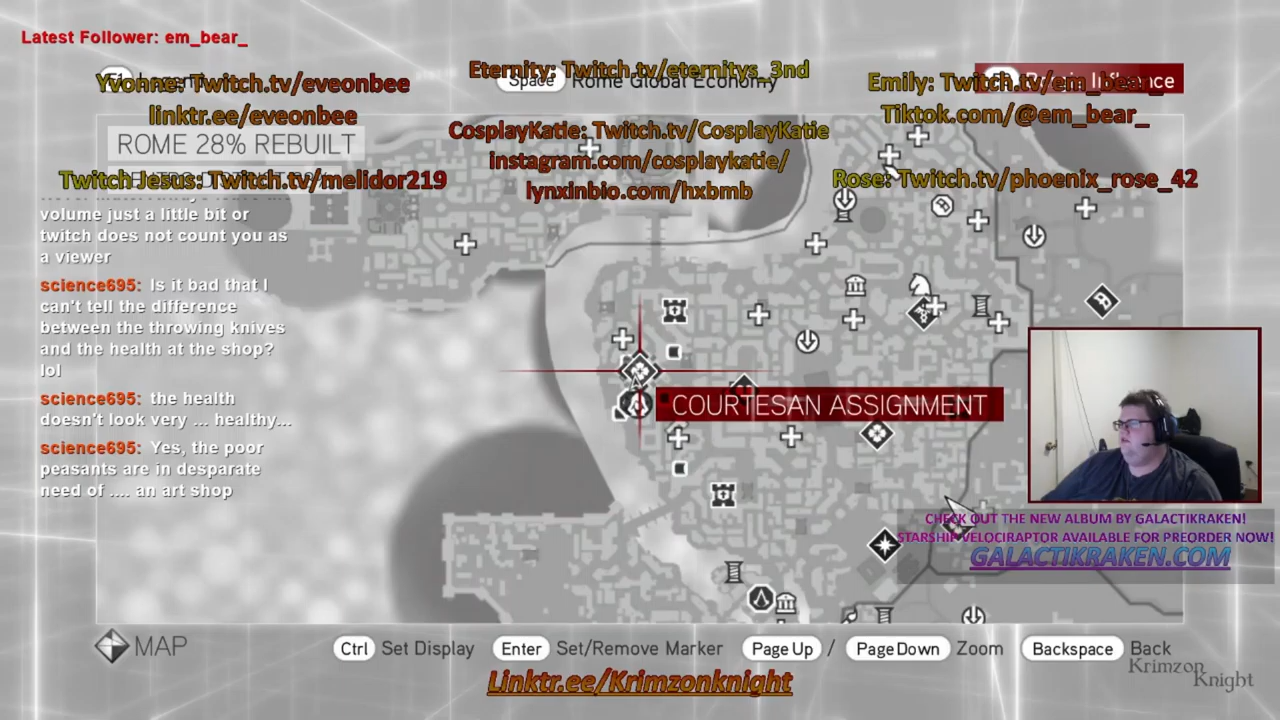 Latest Follower: em_bear_
Yvonne: Twitch.tv/eveonbee
linktr.ee/eveonbee
Eternity: Twitch.tv/eternitys_3nd
Space Rome Global Economy
Emily: Twitch.tv/em_bear_
Influence
Tiktok.com/@em_bear_
ROME 28% REBUILT
CosplayKatie: Twitch.tv/CosplayKatie
instagram.com/cosplaykatie/
lynxinbio.com/hxbmb
Twitch Jesus: Twitch.tv/melidor219
Rose: Twitch.tv/phoenix_rose_42
volume just a little bit or
twitch does not count you as
a viewer
science695: Is it bad that I
can't tell the difference
between the throwing knives
and the health at the shop?
lol
science695: the health
doesn't look very ... healthy...
science695: Yes, the poor
peasants are in desparate
need of .... an art shop
COURTESAN ASSIGNMENT
CHECK OUT THE NEW ALBUM BY GALACTIKRAKEN!
STARSHIP VELOCIRAPTOR AVAILABLE FOR PREORDER NOW!
GALACTIKRAKEN.COM
MAP
Ctrl Set Display Enter Set/Remove Marker Page Up / Page Down Zoom Backspace Back
Linktr.ee/Krimzonknight
Krimzon
Knight